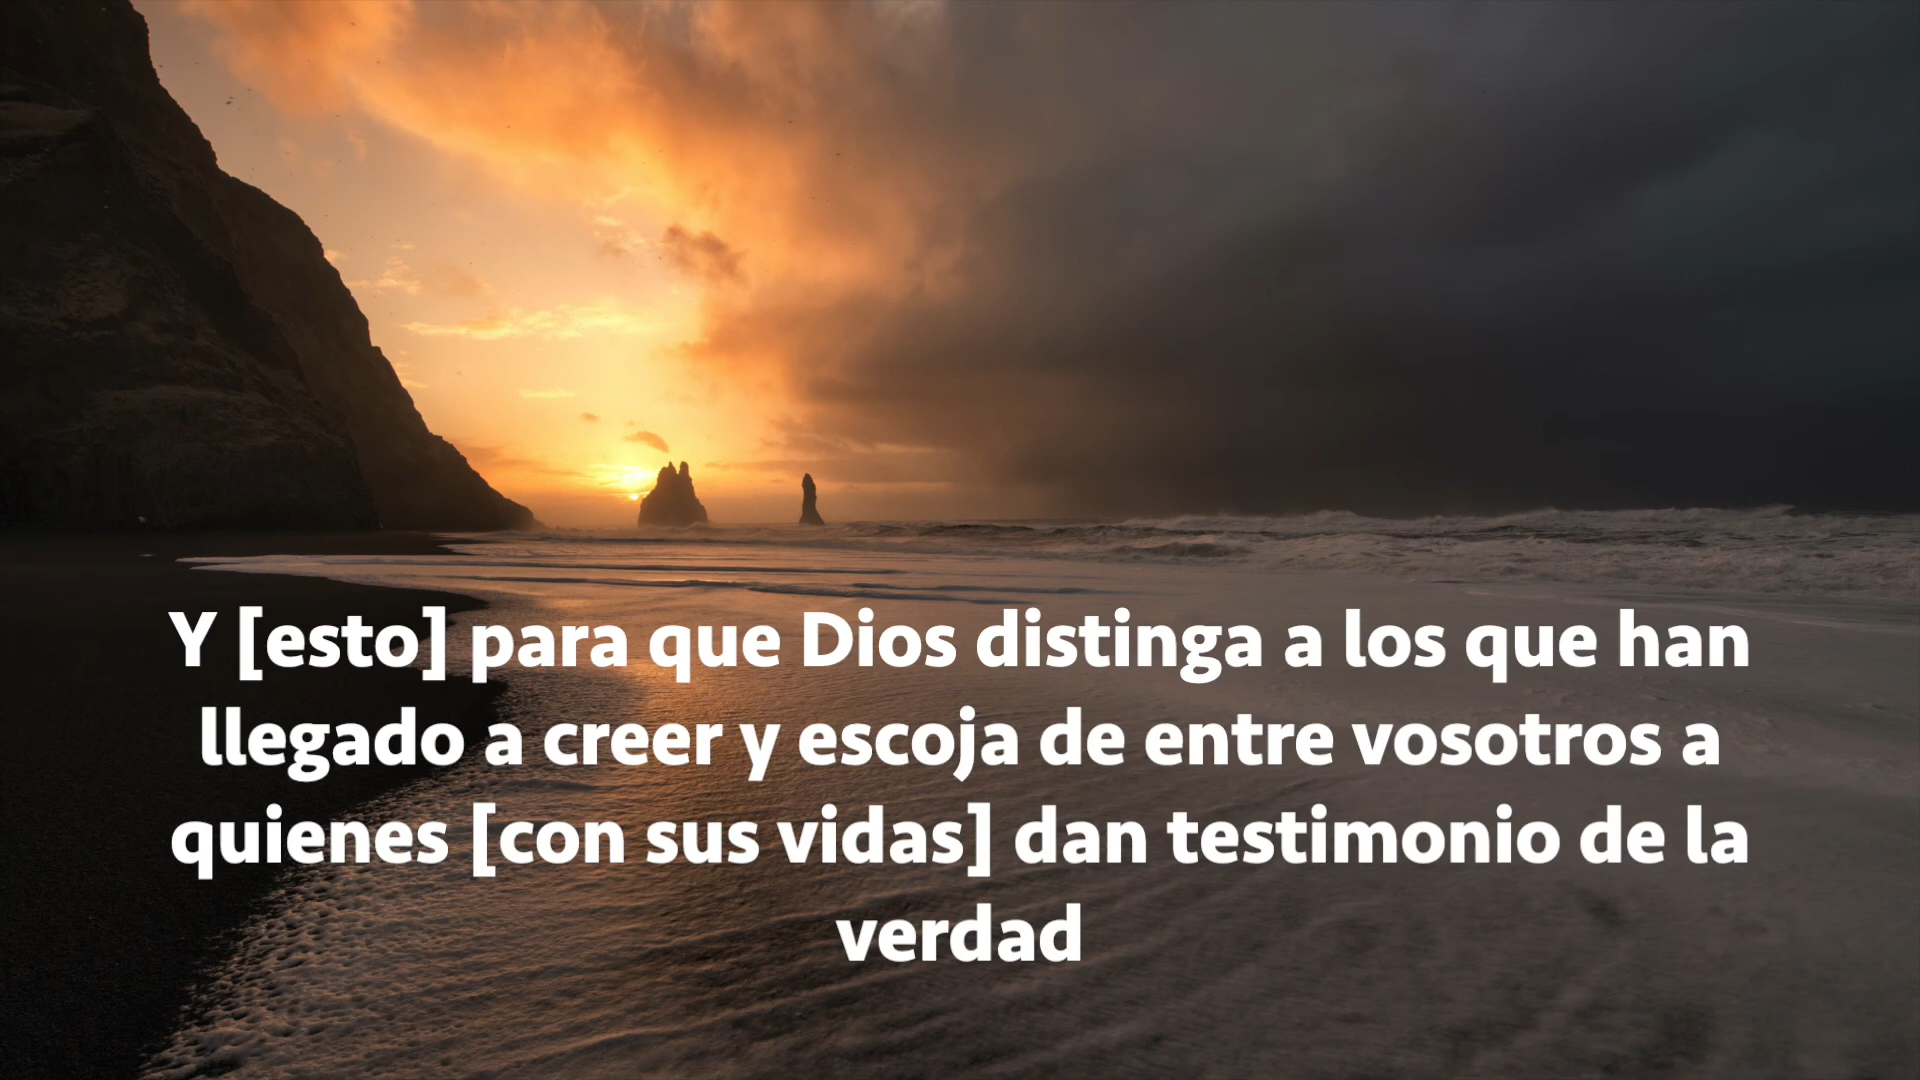 Y [esto] para que Dios distinga a los que han
llegado a creer y escoja de entre vosotros a
quienes [con sus vidas] dan testimonio de la
verdad